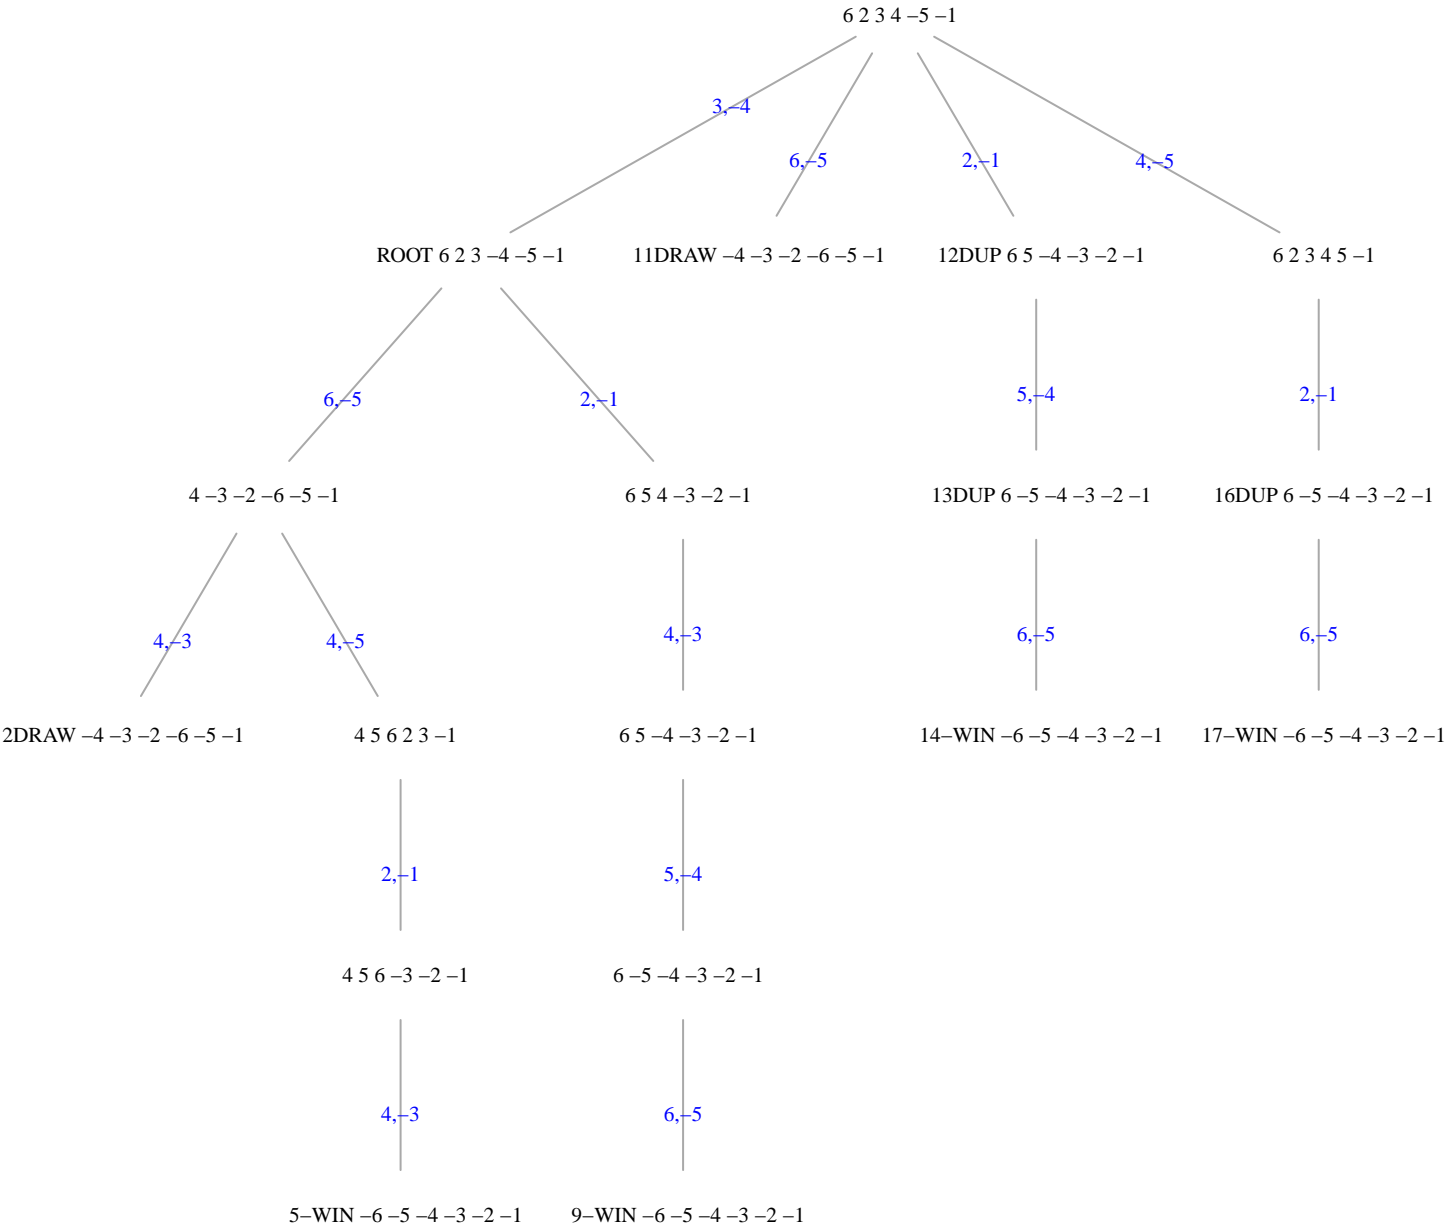 6 2 3 4 –5 –1
3,–4
6,–5
2,–1
4,–5
ROOT 6 2 3 –4 –5 –1
11DRAW –4 –3 –2 –6 –5 –1
12DUP 6 5 –4 –3 –2 –1
6 2 3 4 5 –1
6,–5
2,–1
5,–4
2,–1
4 –3 –2 –6 –5 –1
6 5 4 –3 –2 –1
13DUP 6 –5 –4 –3 –2 –1
16DUP 6 –5 –4 –3 –2 –1
4,–3
4,–5
4,–3
6,–5
6,–5
2DRAW –4 –3 –2 –6 –5 –1
4 5 6 2 3 –1
6 5 –4 –3 –2 –1
14–WIN –6 –5 –4 –3 –2 –1
17–WIN –6 –5 –4 –3 –2 –1
2,–1
5,–4
4 5 6 –3 –2 –1
6 –5 –4 –3 –2 –1
4,–3
6,–5
5–WIN –6 –5 –4 –3 –2 –1
9–WIN –6 –5 –4 –3 –2 –1